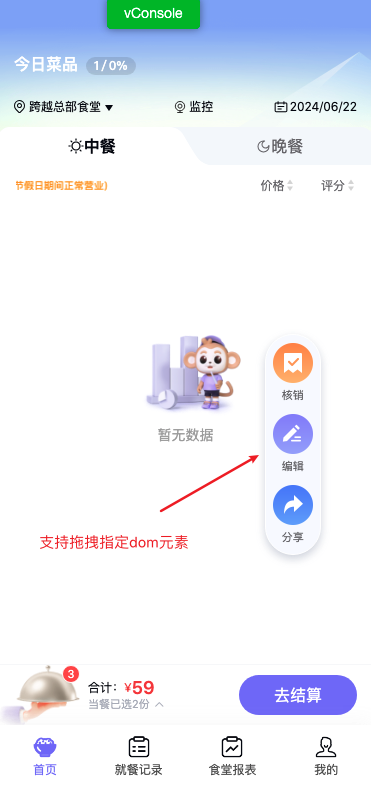 vConsole
今日菜品 1/0%
跨越总部食堂 监控 2024/06/22
中餐 晚餐
节假日期间正常营业) 价格 评分
核销
暂无数据
编辑
分享
支持拖拽指定dom元素
3
合计: ¥59
当餐已选2份
去结算
首页 就餐记录 食堂报表 我的